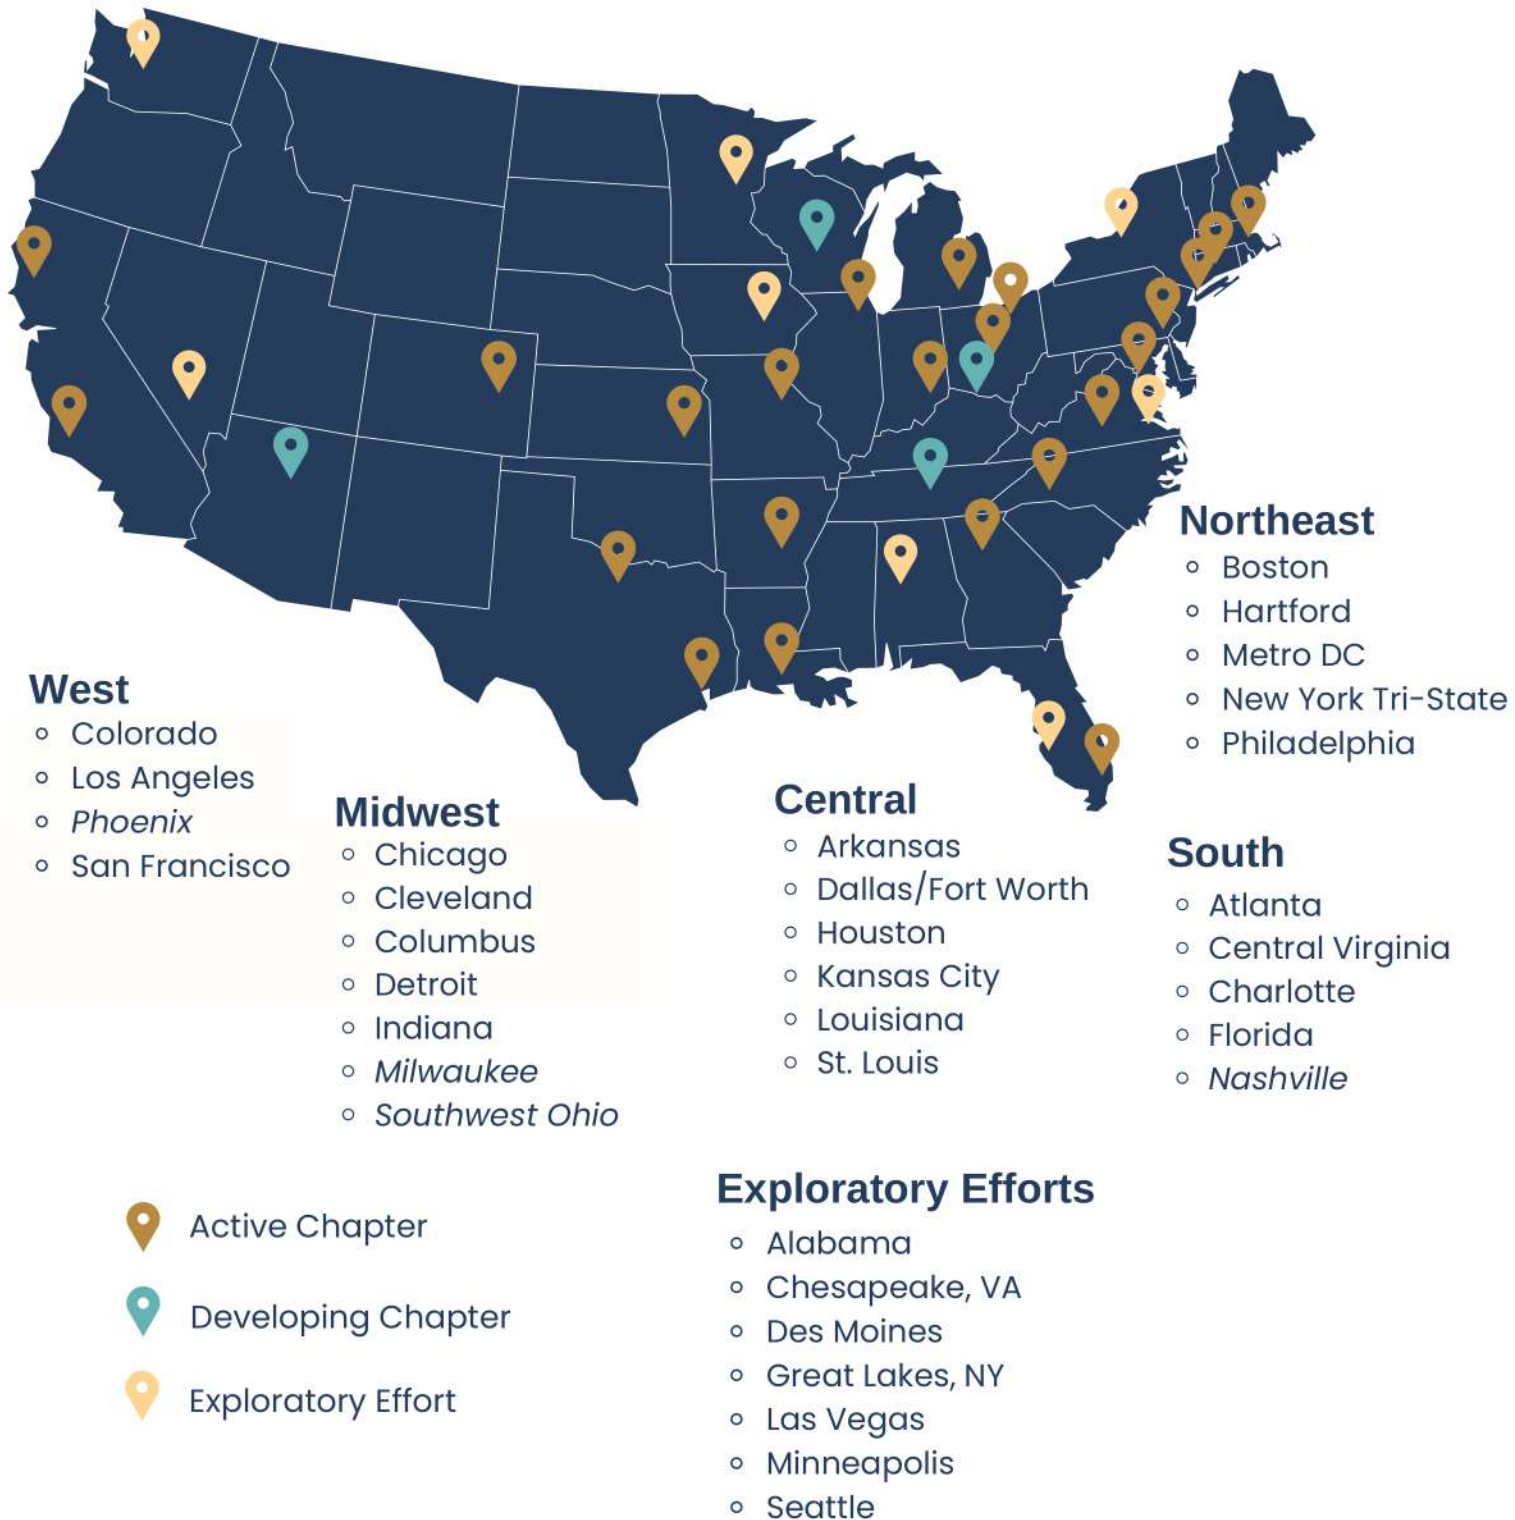 Northeast
Boston
Hartford
Metro DC
New York Tri-State
Philadelphia
West
Colorado
Los Angeles
Phoenix
San Francisco
Midwest
Chicago
Cleveland
Columbus
Detroit
Indiana
Milwaukee
Southwest Ohio
Central
Arkansas
Dallas/Fort Worth
Houston
Kansas City
Louisiana
St. Louis
South
Atlanta
Central Virginia
Charlotte
Florida
Nashville
Active Chapter
Developing Chapter
Exploratory Effort
Exploratory Efforts
Alabama
Chesapeake, VA
Des Moines
Great Lakes, NY
Las Vegas
Minneapolis
Seattle